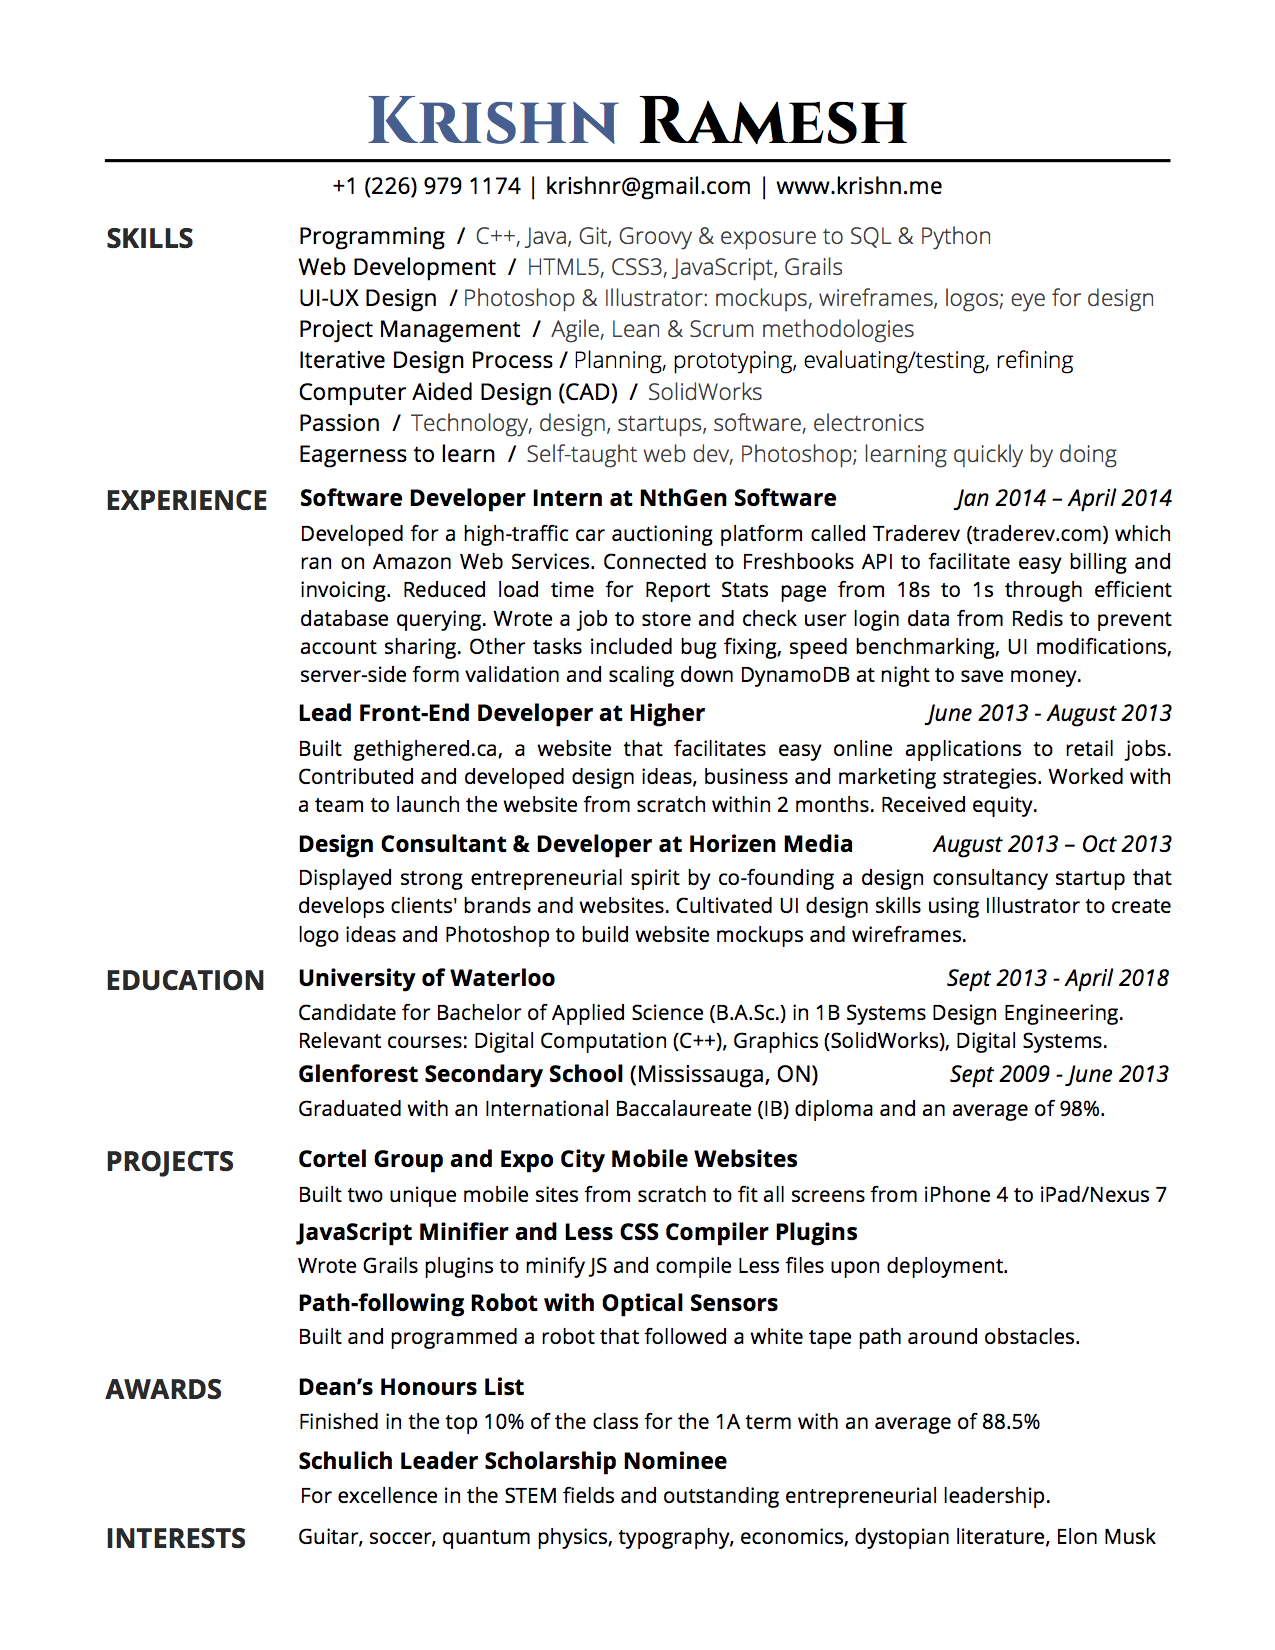 Krishn Ramesh
+1 (226) 979 1174 | krishnr@gmail.com | www.krishn.me
SKILLS
Programming / C++, Java, Git, Groovy & exposure to SQL & Python
Web Development / HTML5, CSS3, JavaScript, Grails
UI-UX Design / Photoshop & Illustrator: mockups, wireframes, logos; eye for design
Project Management / Agile, Lean & Scrum methodologies
Iterative Design Process / Planning, prototyping, evaluating/testing, refining
Computer Aided Design (CAD) / SolidWorks
Passion / Technology, design, startups, software, electronics
Eagerness to learn / Self-taught web dev, Photoshop; learning quickly by doing
EXPERIENCE
Software Developer Intern at NthGen Software Jan 2014 – April 2014
Developed for a high-traffic car auctioning platform called Traderev (traderev.com) which
ran on Amazon Web Services. Connected to Freshbooks API to facilitate easy billing and
invoicing. Reduced load time for Report Stats page from 18s to 1s through efficient
database querying. Wrote a job to store and check user login data from Redis to prevent
account sharing. Other tasks included bug fixing, speed benchmarking, UI modifications,
server-side form validation and scaling down DynamoDB at night to save money.
Lead Front-End Developer at Higher June 2013 - August 2013
Built gethighered.ca, a website that facilitates easy online applications to retail jobs.
Contributed and developed design ideas, business and marketing strategies. Worked with
a team to launch the website from scratch within 2 months. Received equity.
Design Consultant & Developer at Horizen Media August 2013 – Oct 2013
Displayed strong entrepreneurial spirit by co-founding a design consultancy startup that
develops clients' brands and websites. Cultivated UI design skills using Illustrator to create
logo ideas and Photoshop to build website mockups and wireframes.
EDUCATION
University of Waterloo Sept 2013 - April 2018
Candidate for Bachelor of Applied Science (B.A.Sc.) in 1B Systems Design Engineering.
Relevant courses: Digital Computation (C++), Graphics (SolidWorks), Digital Systems.
Glenforest Secondary School (Mississauga, ON) Sept 2009 - June 2013
Graduated with an International Baccalaureate (IB) diploma and an average of 98%.
PROJECTS
Cortel Group and Expo City Mobile Websites
Built two unique mobile sites from scratch to fit all screens from iPhone 4 to iPad/Nexus 7
JavaScript Minifier and Less CSS Compiler Plugins
Wrote Grails plugins to minify JS and compile Less files upon deployment.
Path-following Robot with Optical Sensors
Built and programmed a robot that followed a white tape path around obstacles.
AWARDS
Dean’s Honours List
Finished in the top 10% of the class for the 1A term with an average of 88.5%
Schulich Leader Scholarship Nominee
For excellence in the STEM fields and outstanding entrepreneurial leadership.
INTERESTS
Guitar, soccer, quantum physics, typography, economics, dystopian literature, Elon Musk